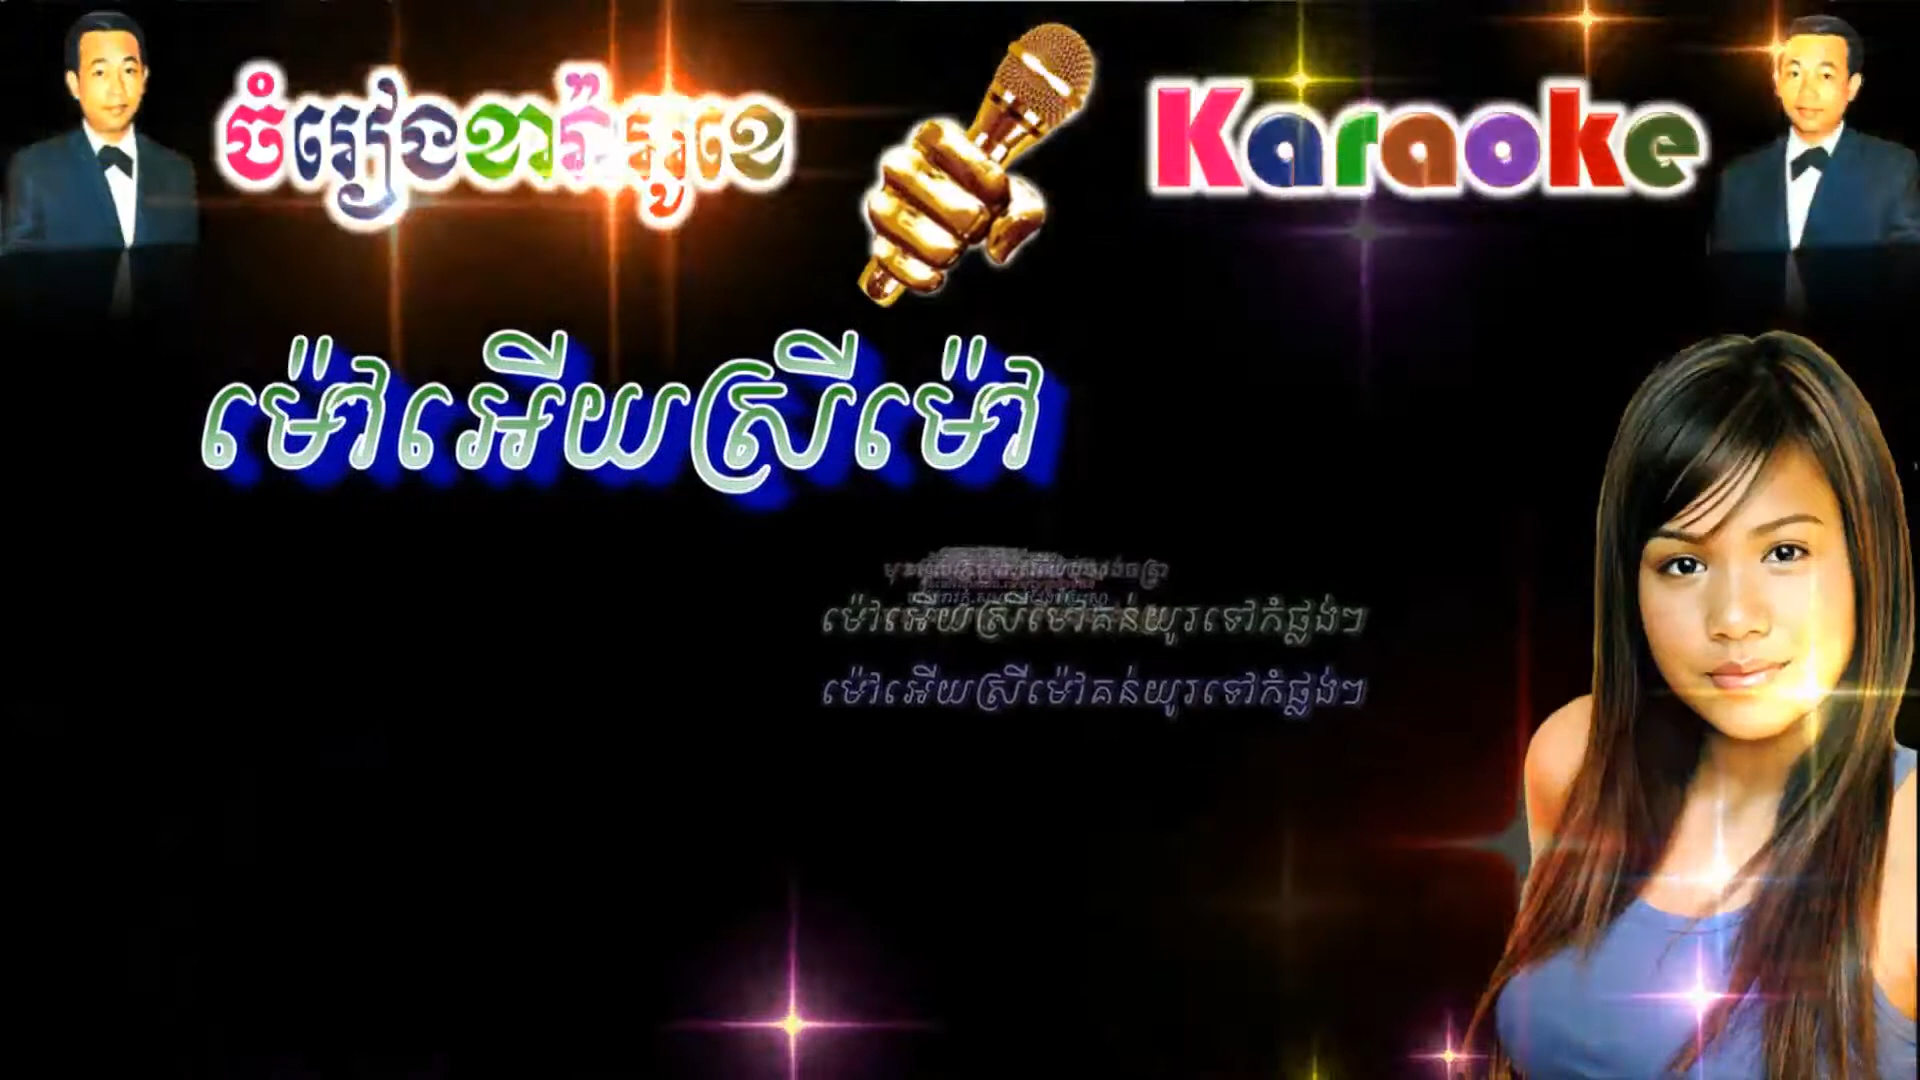 ចំរៀងខារ៉ាអូខេ Karaoke
ម៉ៅអើយស្រីម៉ៅ
ម៉ៅអើយស្រីម៉ៅគន់យូរទៅកំផ្លង់ៗ
ម៉ៅអើយស្រីម៉ៅគន់យូរទៅកំផ្លង់ៗ